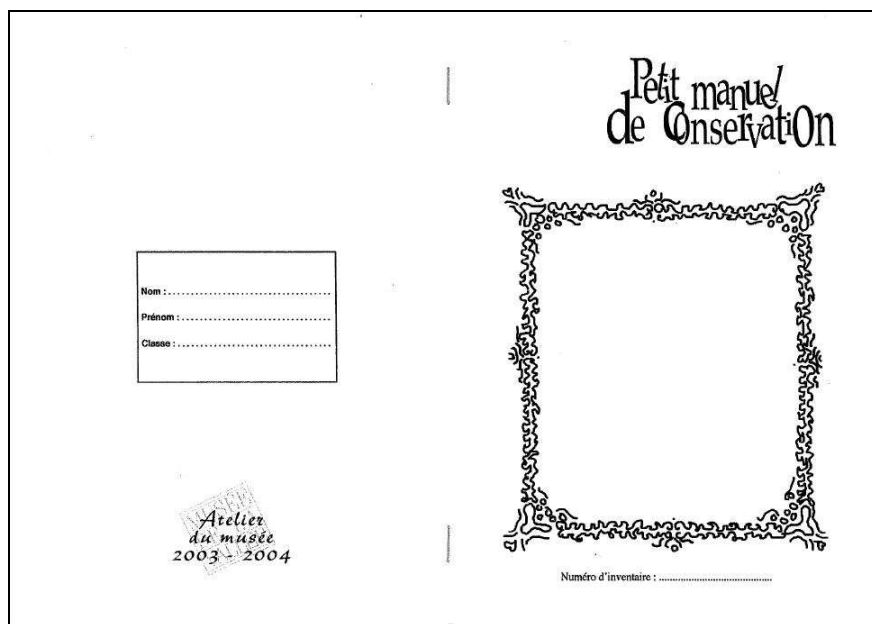 Petit manuel
de Conservation
Nom : ....................................
Prénom : ..................................
Classe : ...................................
Atelier
du musée
2003 - 2004
Numéro d'inventaire : ..........................................